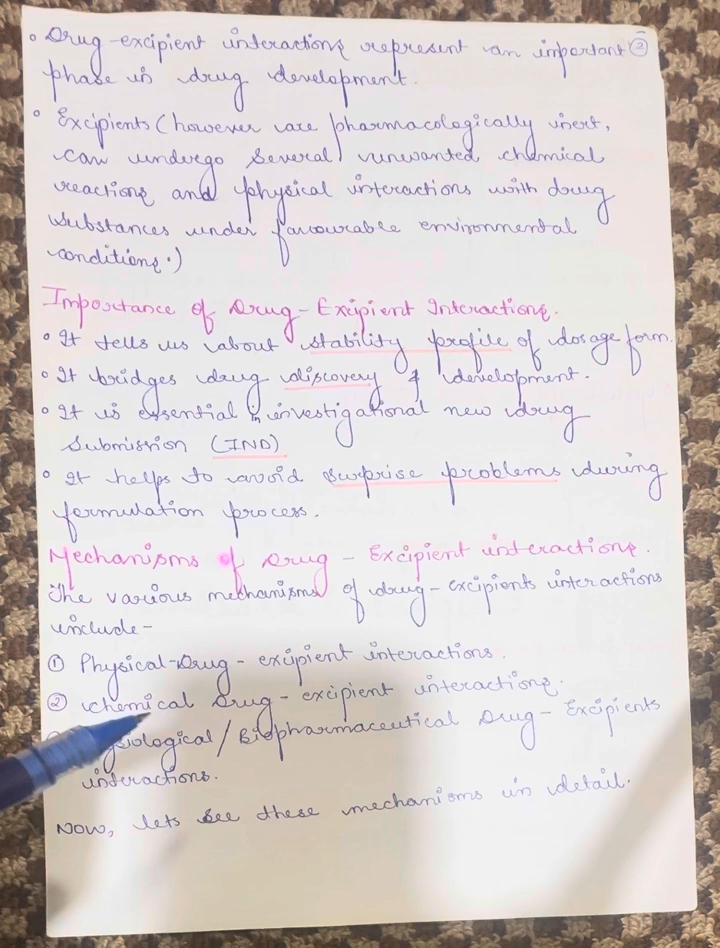 • Drug-excipient interactions represent an important ②
phase in drug development.
• Excipients (however are pharmacologically inert,
can undergo several unwanted chemical
reactions and physical interactions with drug
substances under favourable environmental
conditions.)
Importance of Drug-Excipient Interactions.
• It tells us about stability profile of dosage form.
• It bridges drug discovery & development.
• It is essential in investigational new drug
Submission (IND)
• It helps to avoid surprise problems during
formulation process.
Mechanisms of Drug - Excipient interactions.
The various mechanisms of drug-excipients interactions
include-
① Physical-Drug-excipient interactions.
② chemical Drug-excipient interactions.
/ Biopharmaceutical Drug-Excipients
interactions.
Now, lets see these mechanisms in detail.